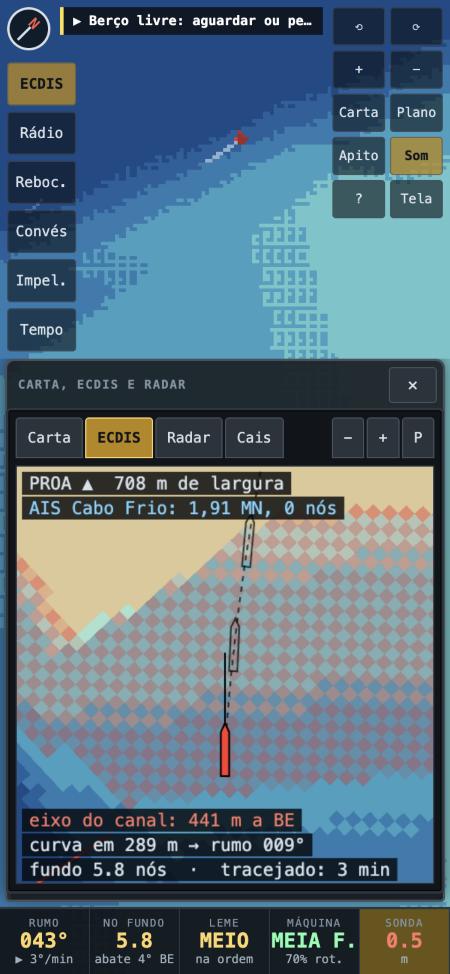 N
▶ Berço livre: aguardar ou pe…
⟲
⟳
+
−
Carta
Plano
Apito
Som
?
Tela
ECDIS
Rádio
Reboc.
Convés
Impel.
Tempo
CARTA, ECDIS E RADAR
×
Carta
ECDIS
Radar
Cais
−
+
P
PROA ▲ 708 m de largura
AIS Cabo Frio: 1,91 MN, 0 nós
eixo do canal: 441 m a BE
curva em 289 m → rumo 009°
fundo 5.8 nós · tracejado: 3 min
RUMO
043°
▶ 3°/min
NO FUNDO
5.8
abate 4° BE
LEME
MEIO
na ordem
MÁQUINA
MEIA F.
70% rot.
SONDA
0.5
m